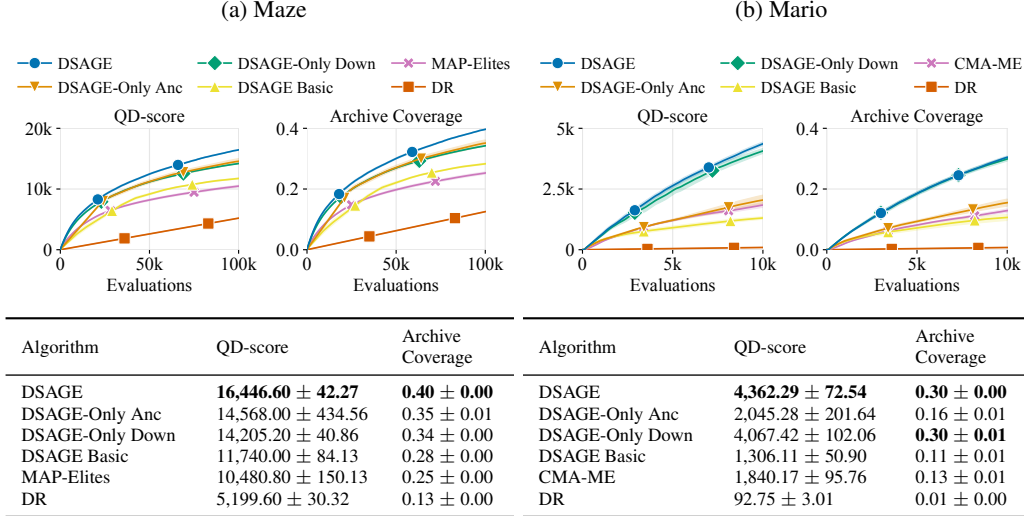 (a) Maze
DSAGE DSAGE-Only Down MAP-Elites
DSAGE-Only Anc DSAGE Basic DR
QD-score Archive Coverage
20k 0.4
10k 0.2
0 0.0
0 50k 100k 0 50k 100k
Evaluations Evaluations
Algorithm QD-score Archive Coverage
DSAGE 16,446.60 ± 42.27 0.40 ± 0.00
DSAGE-Only Anc 14,568.00 ± 434.56 0.35 ± 0.01
DSAGE-Only Down 14,205.20 ± 40.86 0.34 ± 0.00
DSAGE Basic 11,740.00 ± 84.13 0.28 ± 0.00
MAP-Elites 10,480.80 ± 150.13 0.25 ± 0.00
DR 5,199.60 ± 30.32 0.13 ± 0.00
(b) Mario
DSAGE DSAGE-Only Down CMA-ME
DSAGE-Only Anc DSAGE Basic DR
QD-score Archive Coverage
5k 0.4
2.5k 0.2
0 0.0
0 5k 10k 0 5k 10k
Evaluations Evaluations
Algorithm QD-score Archive Coverage
DSAGE 4,362.29 ± 72.54 0.30 ± 0.00
DSAGE-Only Anc 2,045.28 ± 201.64 0.16 ± 0.01
DSAGE-Only Down 4,067.42 ± 102.06 0.30 ± 0.01
DSAGE Basic 1,306.11 ± 50.90 0.11 ± 0.01
CMA-ME 1,840.17 ± 95.76 0.13 ± 0.01
DR 92.75 ± 3.01 0.01 ± 0.00